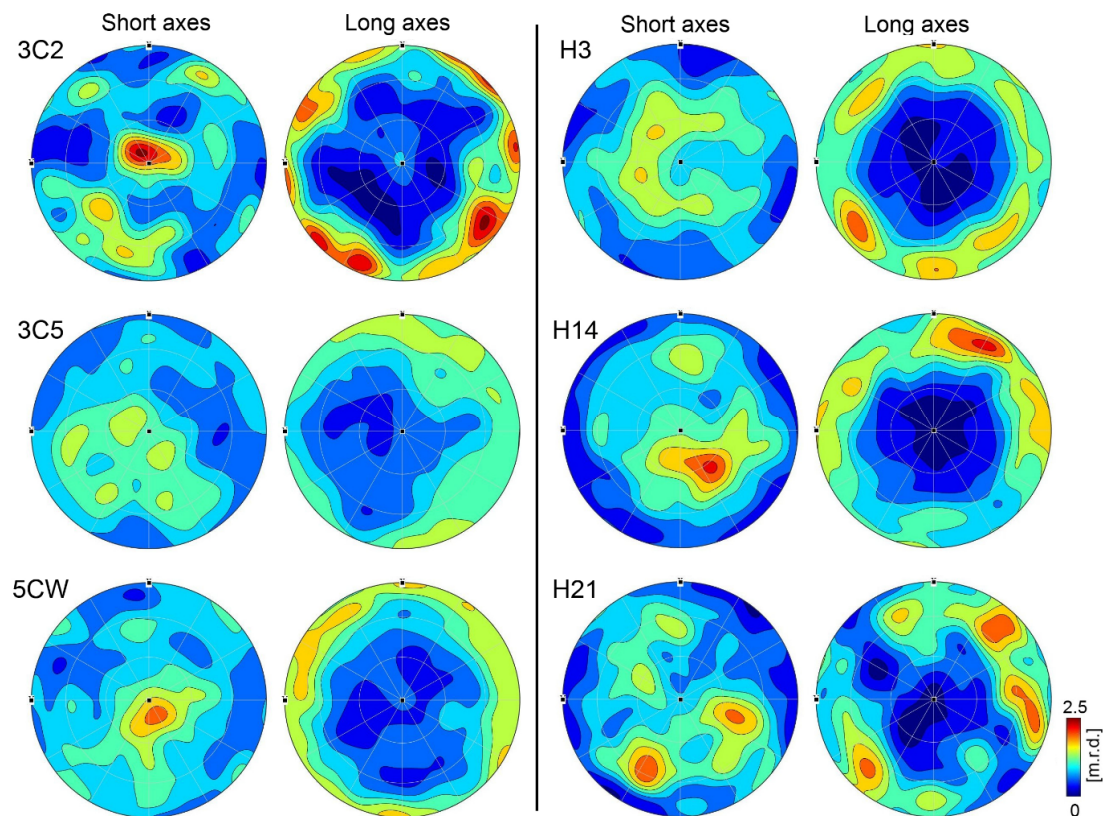 Short axes Long axes
3C2
3C5
5CW
Short axes Long axes
H3
H14
H21
2.5
[m.r.d.]
0